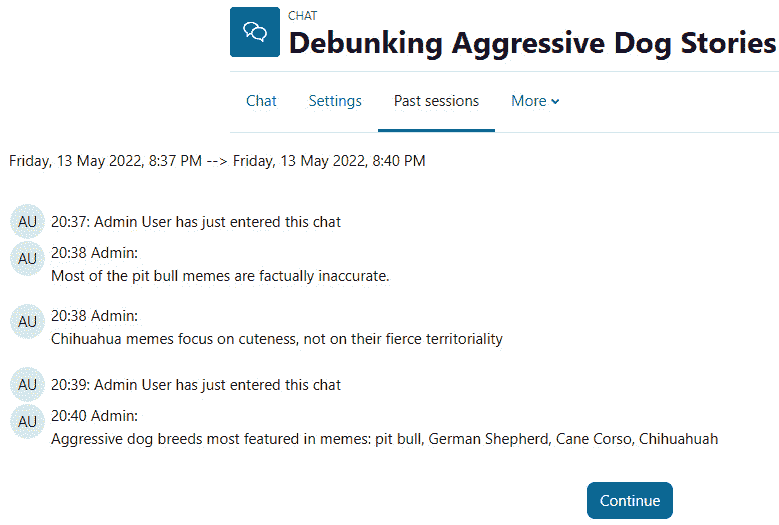 CHAT
Debunking Aggressive Dog Stories
Chat Settings Past sessions More
Friday, 13 May 2022, 8:37 PM --> Friday, 13 May 2022, 8:40 PM
AU 20:37: Admin User has just entered this chat
AU 20:38 Admin:
Most of the pit bull memes are factually inaccurate.
AU 20:38 Admin:
Chihuahua memes focus on cuteness, not on their fierce territoriality
AU 20:39: Admin User has just entered this chat
AU 20:40 Admin:
Aggressive dog breeds most featured in memes: pit bull, German Shepherd, Cane Corso, Chihuahuah
Continue